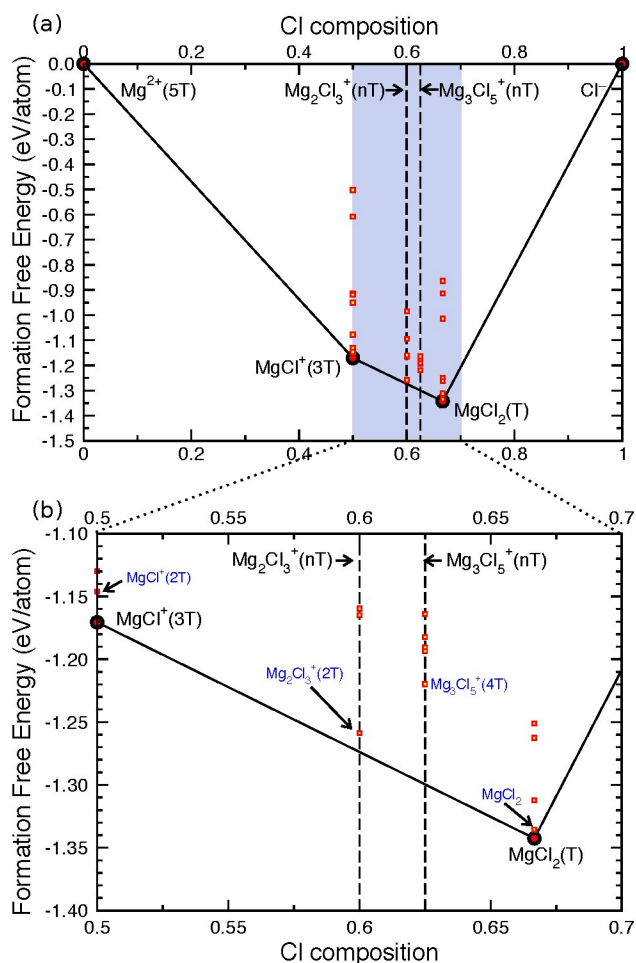 (a)
Cl composition
0 0.2 0.4 0.6 0.8 1
Formation Free Energy (eV/atom)
0.0
-0.1
-0.2
-0.3
-0.4
-0.5
-0.6
-0.7
-0.8
-0.9
-1.0
-1.1
-1.2
-1.3
-1.4
-1.5
Mg²⁺(5T)
Mg₂Cl₃⁺(nT)
Mg₃Cl₅⁺(nT)
Cl⁻
MgCl⁺(3T)
MgCl₂(T)
0 0.2 0.4 0.6 0.8 1
(b)
0.5 0.55 0.6 0.65 0.7
Formation Free Energy (eV/atom)
-1.10
-1.15
-1.20
-1.25
-1.30
-1.35
-1.40
Mg₂Cl₃⁺(nT)
Mg₃Cl₅⁺(nT)
MgCl⁺(2T)
MgCl⁺(3T)
Mg₂Cl₃⁺(2T)
Mg₃Cl₅⁺(4T)
MgCl₂
MgCl₂(T)
0.5 0.55 0.6 0.65 0.7
Cl composition